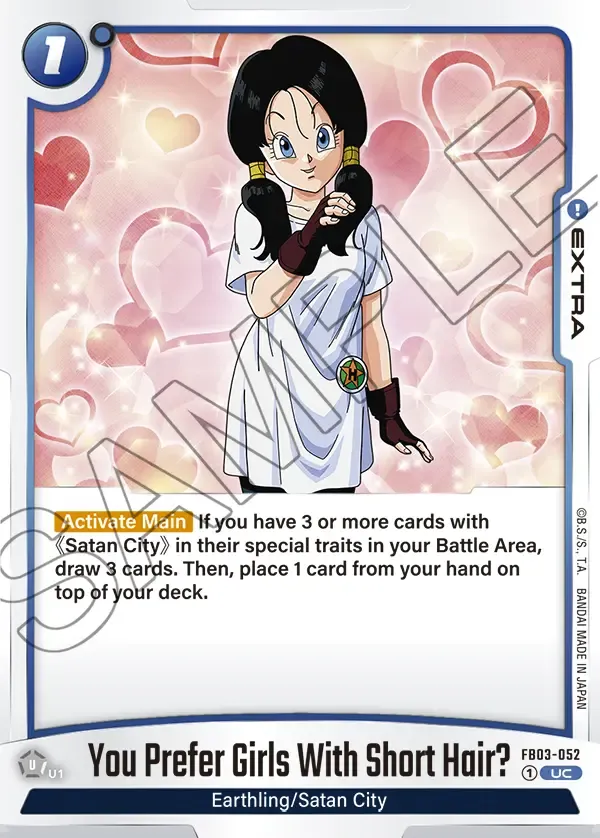 1
EXTRA
SAMPLE
Activate Main If you have 3 or more cards with
《Satan City》 in their special traits in your Battle Area,
draw 3 cards. Then, place 1 card from your hand on
top of your deck.
©B.S./S., T.A. BANDAI MADE IN JAPAN
U/U1
You Prefer Girls With Short Hair?
FB03-052
1 UC
Earthling/Satan City